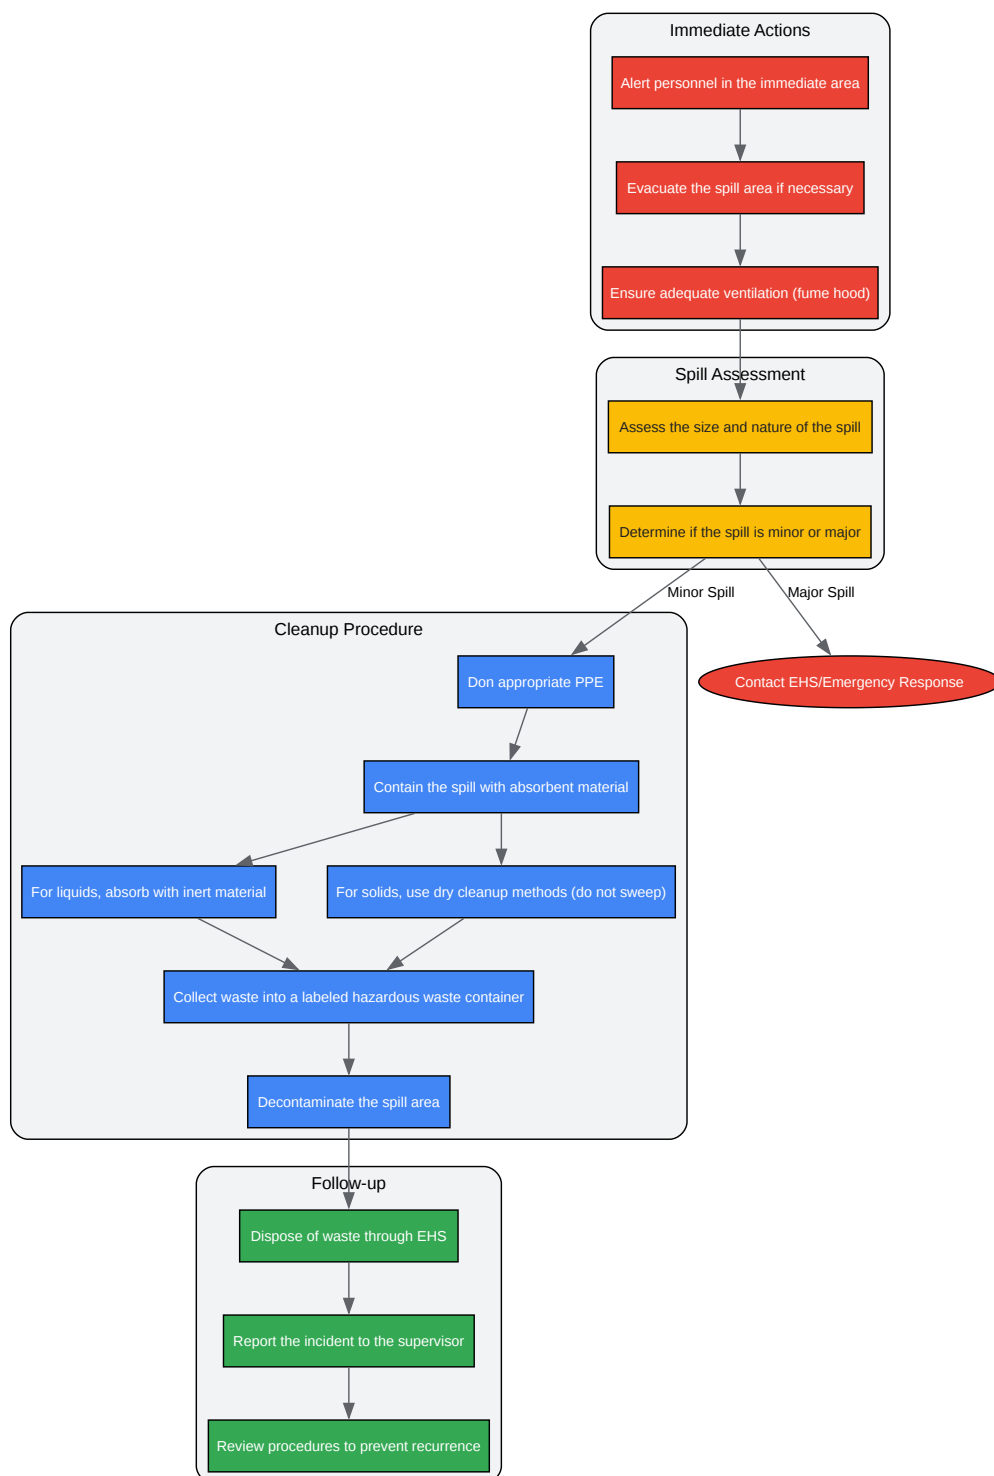 Immediate Actions
Alert personnel in the immediate area
Evacuate the spill area if necessary
Ensure adequate ventilation (fume hood)
Spill Assessment
Assess the size and nature of the spill
Determine if the spill is minor or major
Minor Spill
Major Spill
Cleanup Procedure
Don appropriate PPE
Contact EHS/Emergency Response
Contain the spill with absorbent material
For liquids, absorb with inert material
For solids, use dry cleanup methods (do not sweep)
Collect waste into a labeled hazardous waste container
Decontaminate the spill area
Follow-up
Dispose of waste through EHS
Report the incident to the supervisor
Review procedures to prevent recurrence